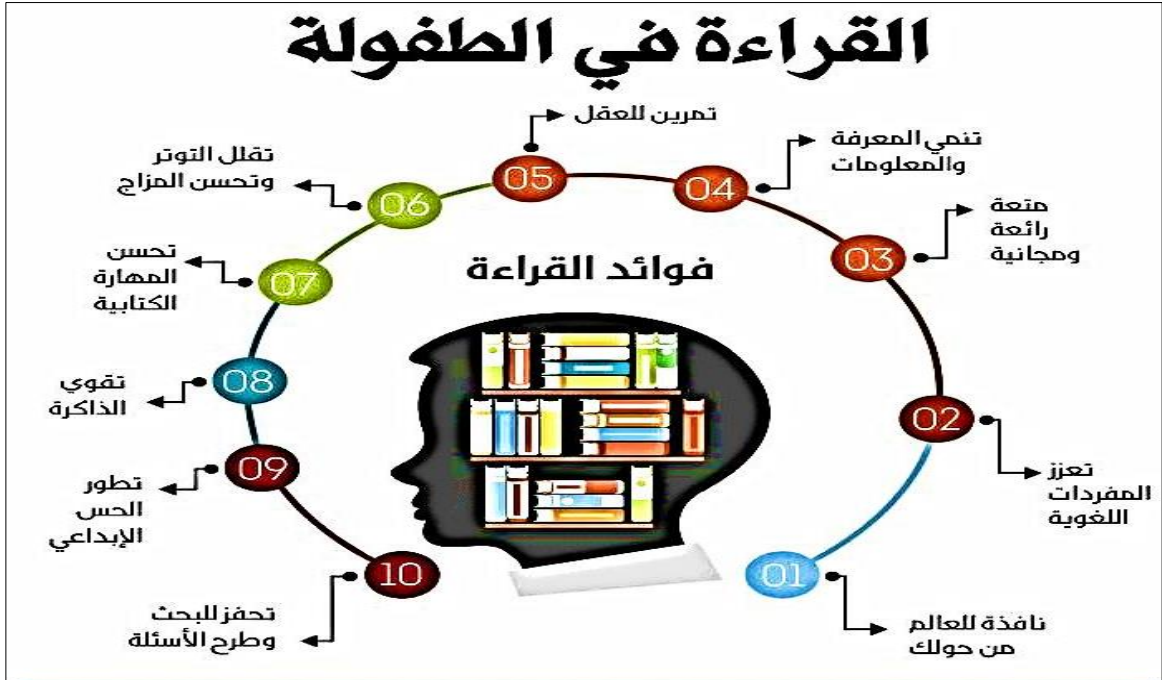 القراءة في الطفولة
فوائد القراءة
01
نافذة للعالم
من حولك
02
تعزز
المفردات
اللغوية
03
متعة
رائعة
ومجانية
04
تنمي المعرفة
والمعلومات
05
تمرين للعقل
06
تقلل التوتر
وتحسن المزاج
07
تحسن
المهارة
الكتابية
08
تقوي
الذاكرة
09
تطور
الحس
الإبداعي
10
تحفز للبحث
وطرح الأسئلة